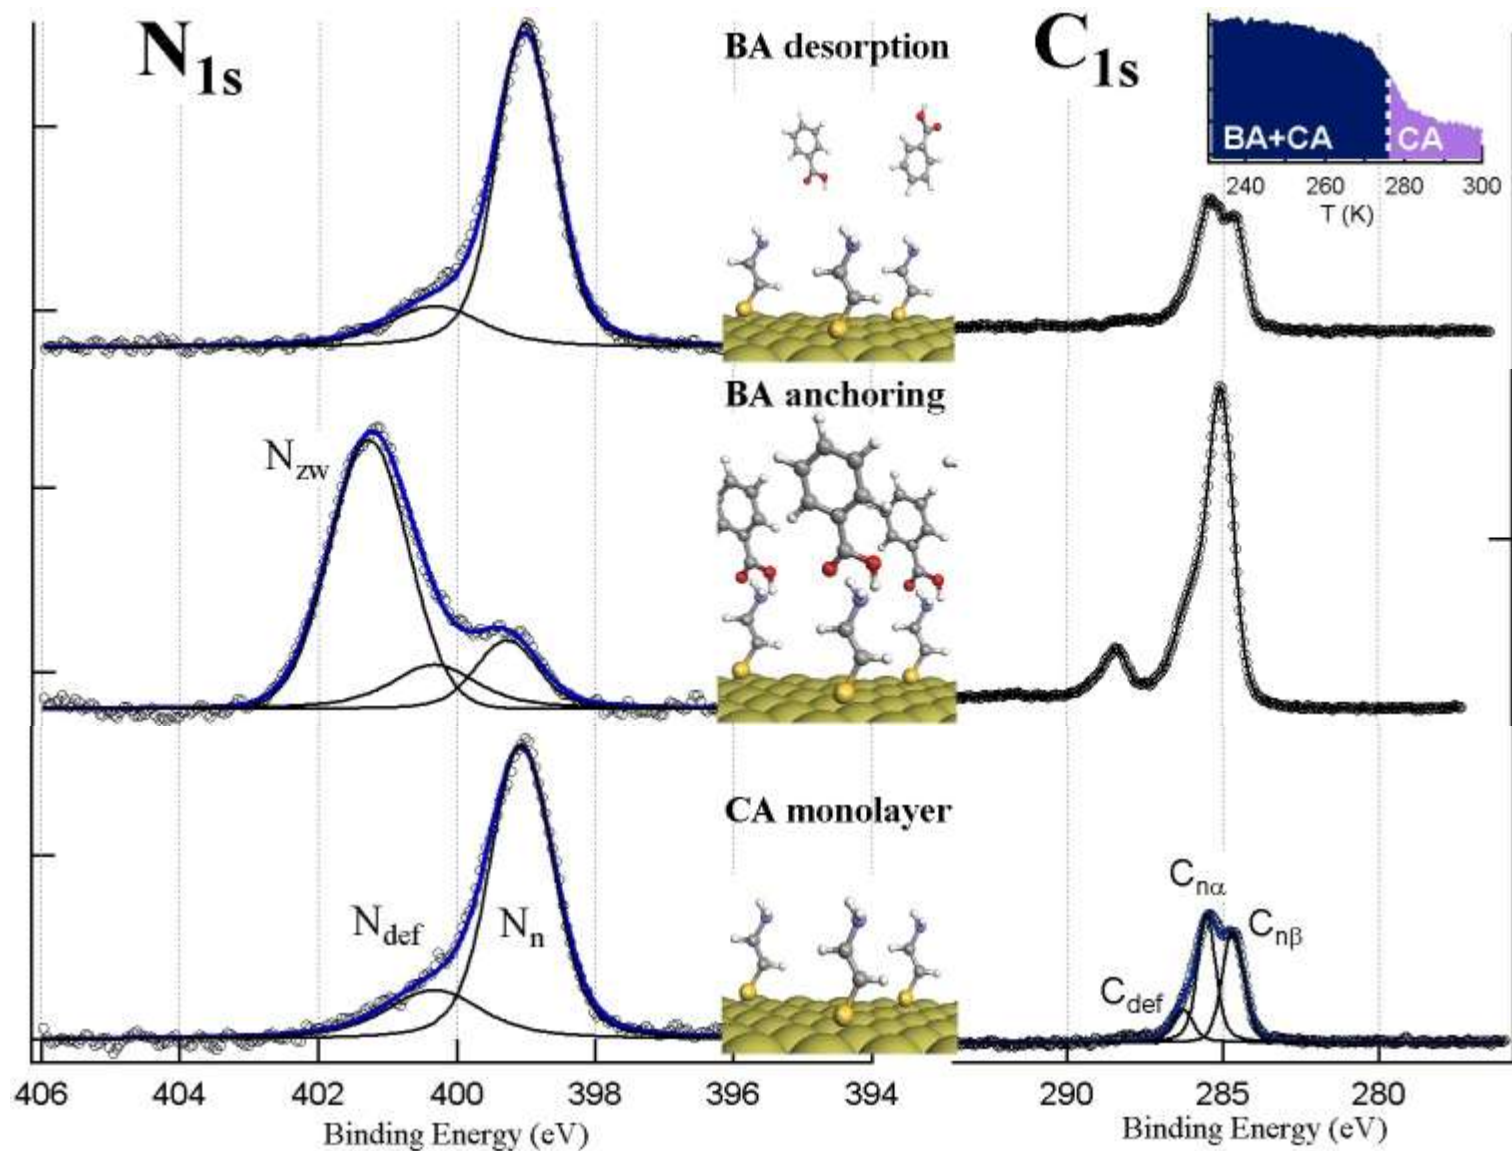 N1s
BA desorption
C1s
BA+CA
CA
240 260 280 300
T (K)
BA anchoring
Nzw
CA monolayer
Cnα
Cnβ
Cdef
Ndef
Nn
406 404 402 400 398 396 394
290 285 280
Binding Energy (eV)
Binding Energy (eV)